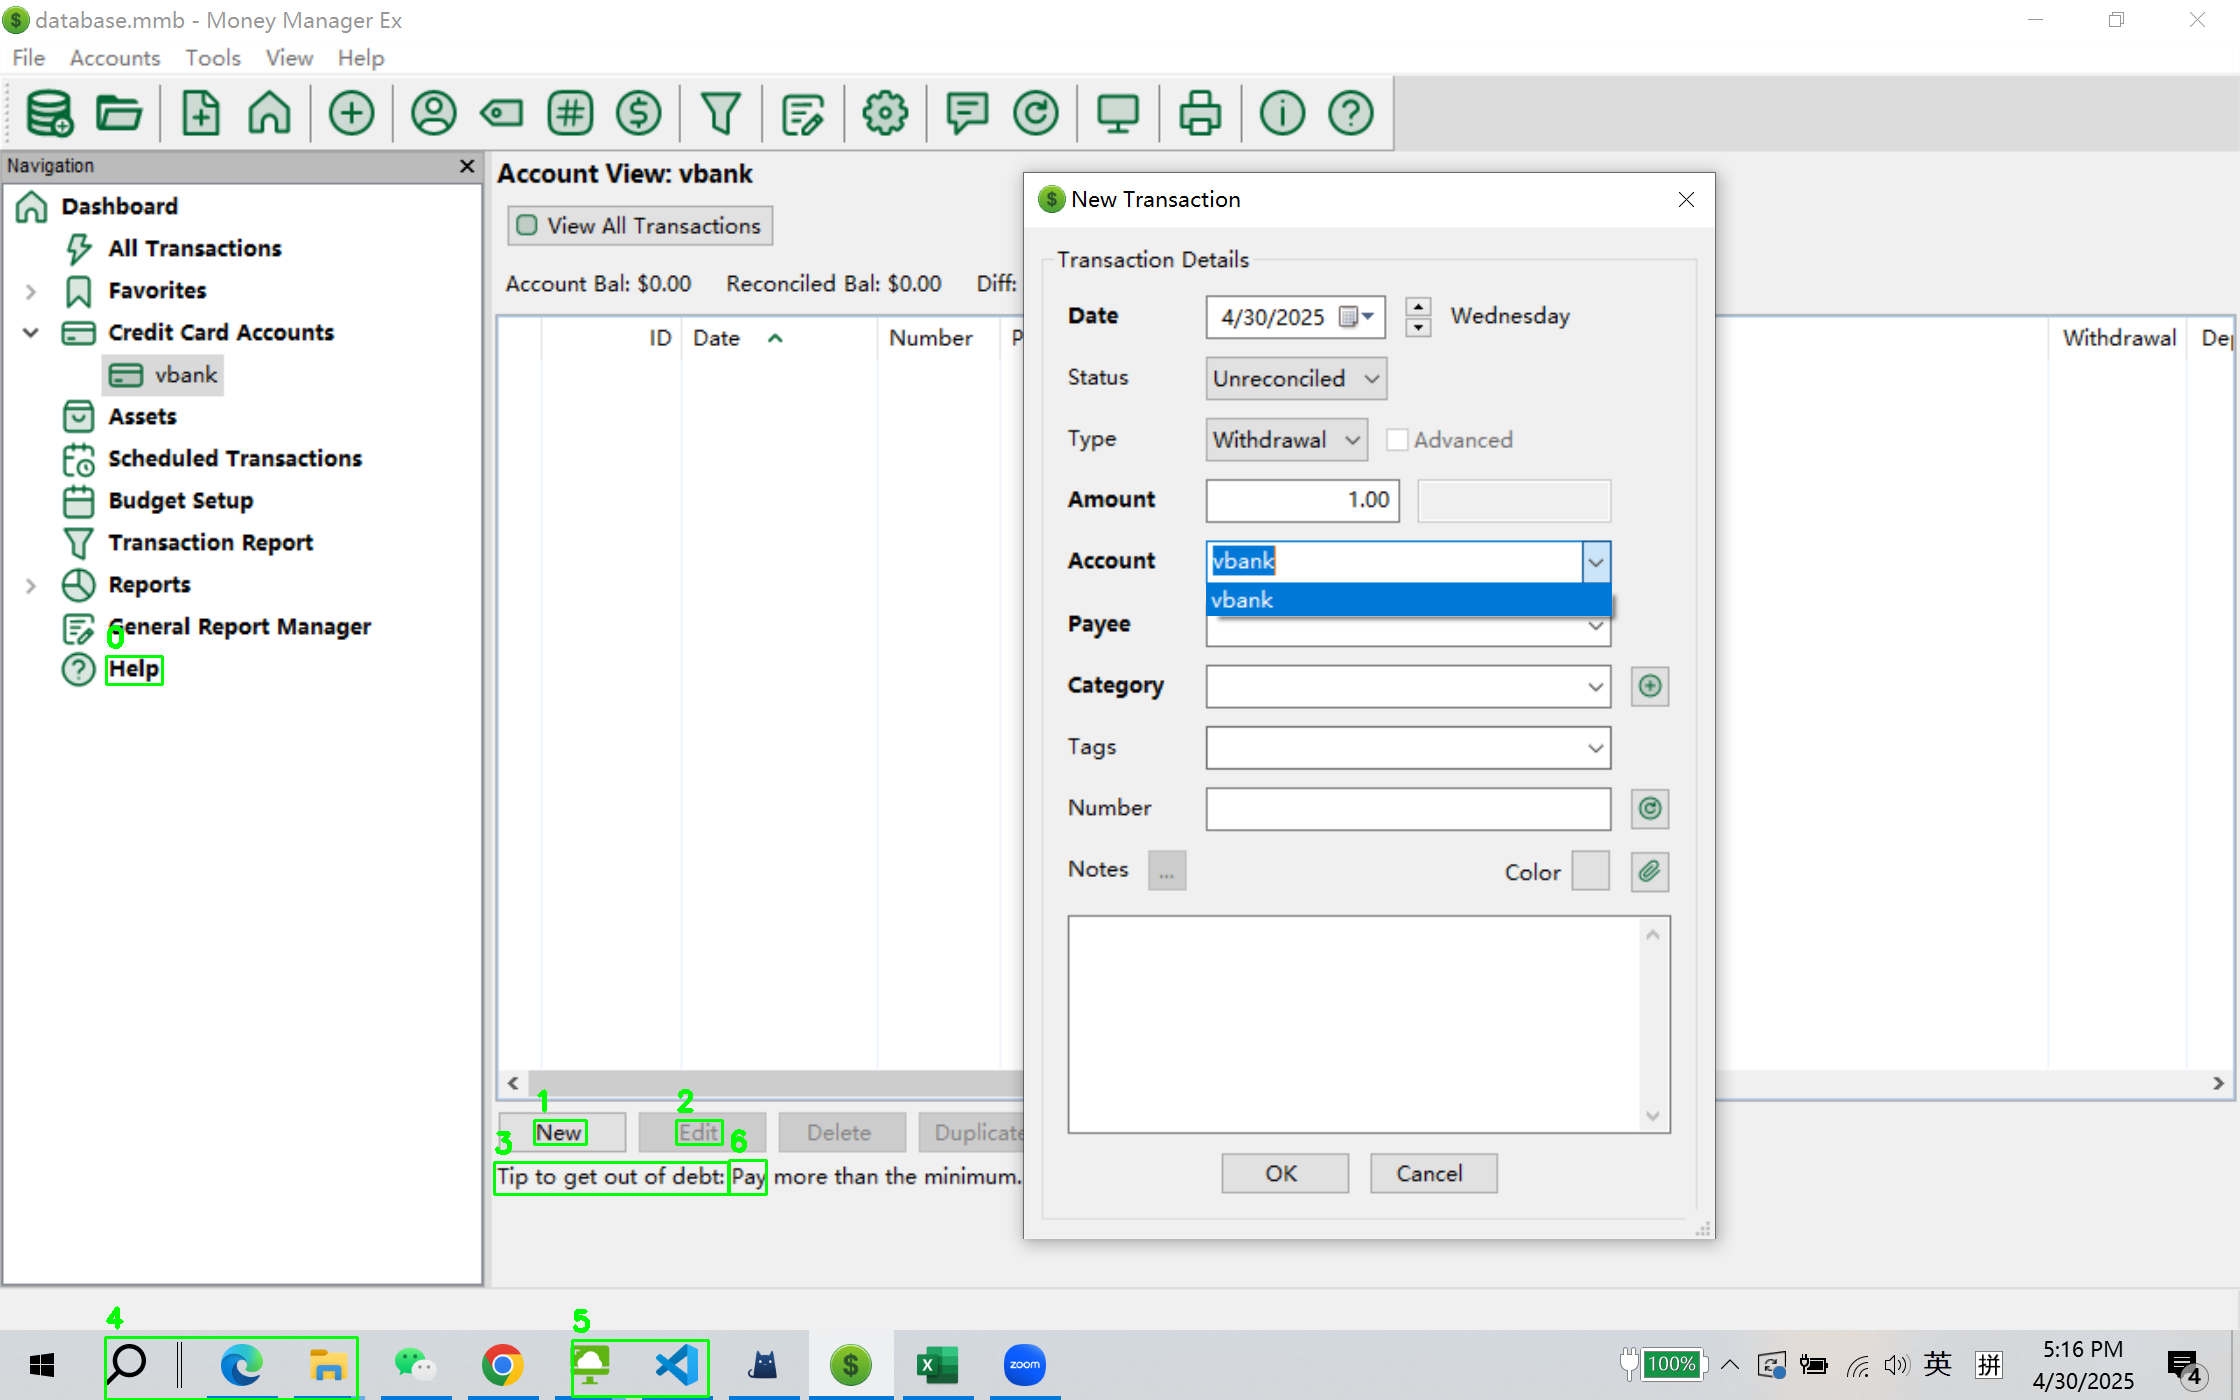 database.mmb - Money Manager Ex
File Accounts Tools View Help
Navigation
Dashboard
All Transactions
Favorites
Credit Card Accounts
vbank
Assets
Scheduled Transactions
Budget Setup
Transaction Report
Reports
General Report Manager
0
Help
Account View: vbank
View All Transactions
Account Bal: $0.00 Reconciled Bal: $0.00 Diff:
ID Date Number P Withdrawal Dep
1 2
New Edit Delete Duplicate
3 6
Tip to get out of debt: Pay more than the minimum.
New Transaction
Transaction Details
Date 4/30/2025 Wednesday
Status Unreconciled
Type Withdrawal Advanced
Amount 1.00
Account vbank
vbank
Payee
Category
Tags
Number
Notes ... Color
OK Cancel
4 5
zoom
100% 英 拼
5:16 PM
4/30/2025
4